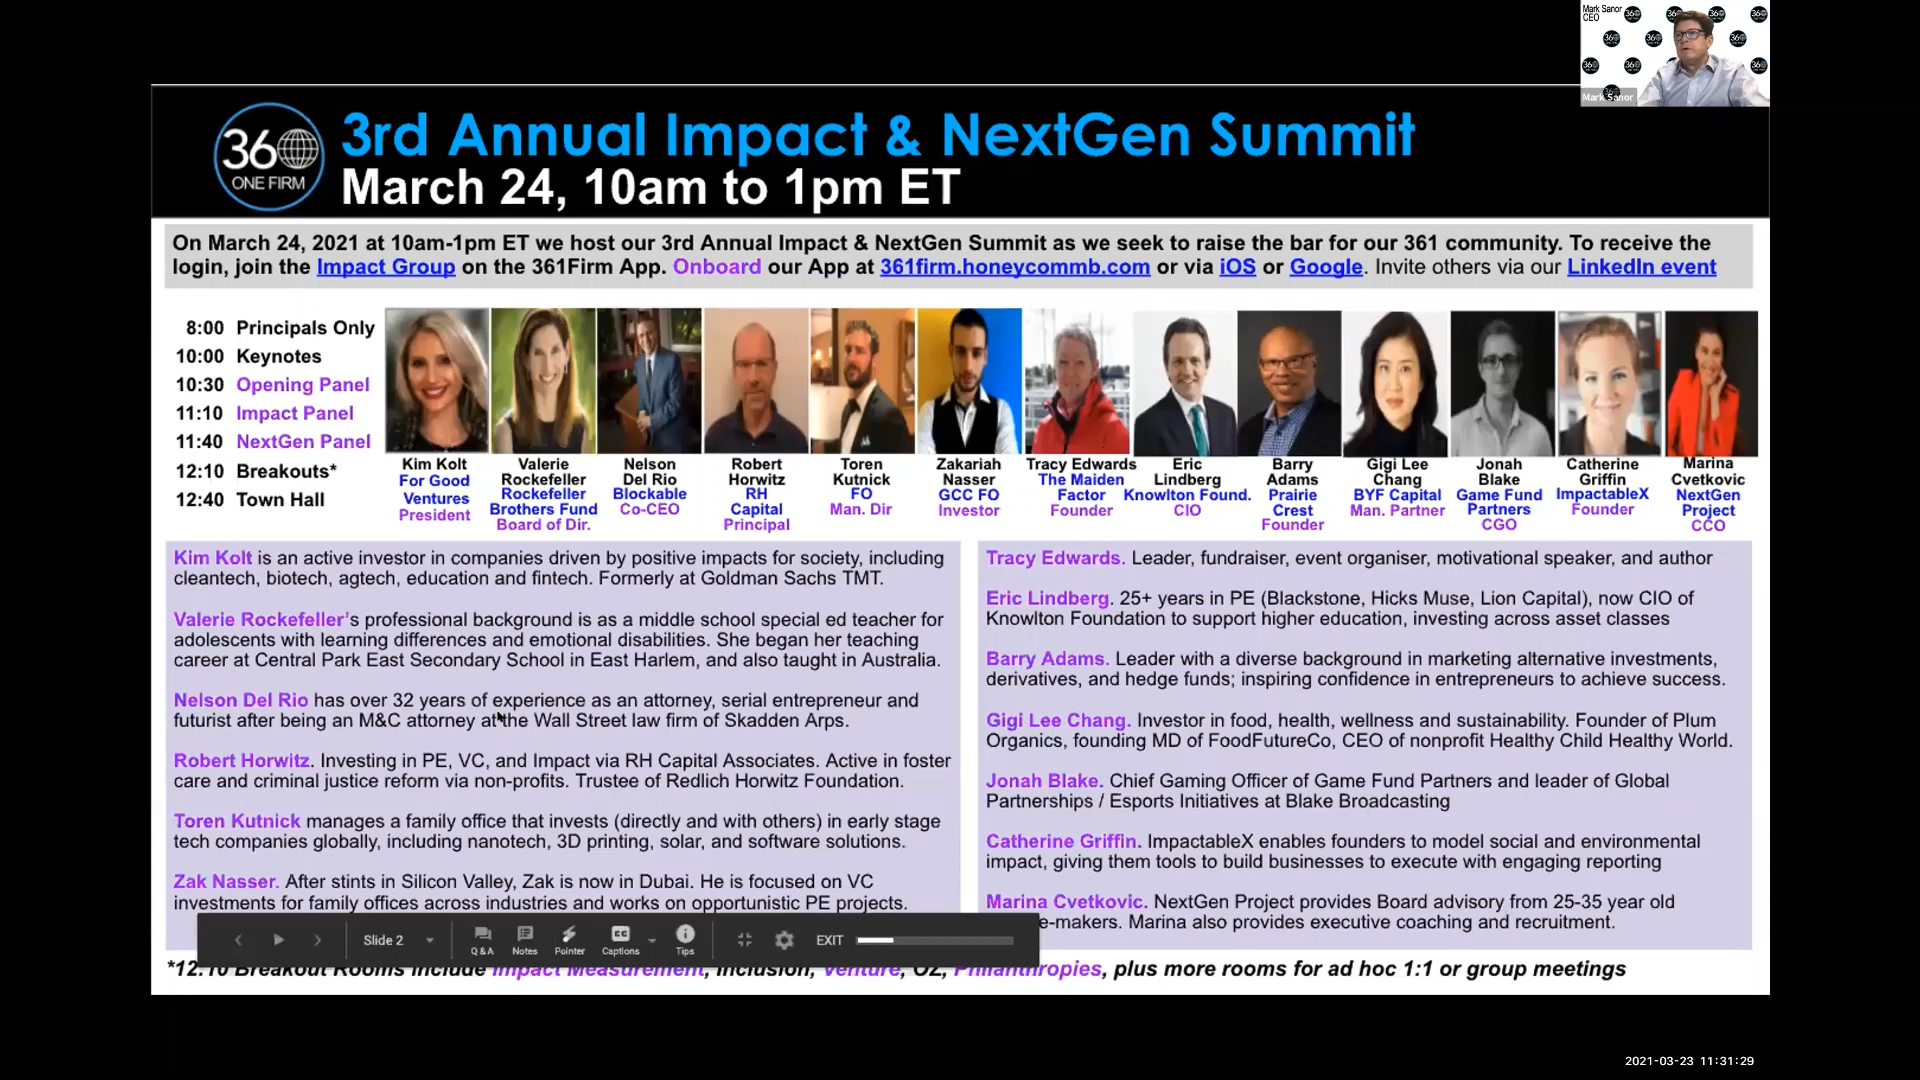 Mark Sanor
CEO
Mark Sanor
360
ONE FIRM
3rd Annual Impact & NextGen Summit
March 24, 10am to 1pm ET
On March 24, 2021 at 10am-1pm ET we host our 3rd Annual Impact & NextGen Summit as we seek to raise the bar for our 361 community. To receive the
login, join the Impact Group on the 361Firm App. Onboard our App at 361firm.honeycommb.com or via iOS or Google. Invite others via our LinkedIn event
8:00 Principals Only
10:00 Keynotes
10:30 Opening Panel
11:10 Impact Panel
11:40 NextGen Panel
12:10 Breakouts*
12:40 Town Hall
Kim Kolt
For Good
Ventures
President
Valerie
Rockefeller
Rockefeller
Brothers Fund
Board of Dir.
Nelson
Del Rio
Blockable
Co-CEO
Robert
Horwitz
RH
Capital
Principal
Toren
Kutnick
FO
Man. Dir
Zakariah
Nasser
GCC FO
Investor
Tracy Edwards
The Maiden
Factor
Founder
Eric
Lindberg
Knowlton Found.
CIO
Barry
Adams
Prairie
Crest
Founder
Gigi Lee
Chang
BYF Capital
Man. Partner
Jonah
Blake
Game Fund
Partners
CGO
Catherine
Griffin
ImpactableX
Founder
Marina
Cvetkovic
NextGen
Project
CCO
Kim Kolt is an active investor in companies driven by positive impacts for society, including
cleantech, biotech, agtech, education and fintech. Formerly at Goldman Sachs TMT.
Valerie Rockefeller's professional background is as a middle school special ed teacher for
adolescents with learning differences and emotional disabilities. She began her teaching
career at Central Park East Secondary School in East Harlem, and also taught in Australia.
Nelson Del Rio has over 32 years of experience as an attorney, serial entrepreneur and
futurist after being an M&C attorney at the Wall Street law firm of Skadden Arps.
Robert Horwitz. Investing in PE, VC, and Impact via RH Capital Associates. Active in foster
care and criminal justice reform via non-profits. Trustee of Redlich Horwitz Foundation.
Toren Kutnick manages a family office that invests (directly and with others) in early stage
tech companies globally, including nanotech, 3D printing, solar, and software solutions.
Zak Nasser. After stints in Silicon Valley, Zak is now in Dubai. He is focused on VC
investments for family offices across industries and works on opportunistic PE projects.
Tracy Edwards. Leader, fundraiser, event organiser, motivational speaker, and author
Eric Lindberg. 25+ years in PE (Blackstone, Hicks Muse, Lion Capital), now CIO of
Knowlton Foundation to support higher education, investing across asset classes
Barry Adams. Leader with a diverse background in marketing alternative investments,
derivatives, and hedge funds; inspiring confidence in entrepreneurs to achieve success.
Gigi Lee Chang. Investor in food, health, wellness and sustainability. Founder of Plum
Organics, founding MD of FoodFutureCo, CEO of nonprofit Healthy Child Healthy World.
Jonah Blake. Chief Gaming Officer of Game Fund Partners and leader of Global
Partnerships / Esports Initiatives at Blake Broadcasting
Catherine Griffin. ImpactableX enables founders to model social and environmental
impact, giving them tools to build businesses to execute with engaging reporting
Marina Cvetkovic. NextGen Project provides Board advisory from 25-35 year old
e-makers. Marina also provides executive coaching and recruitment.
Slide 2
Q & A
Notes
Pointer
CC
Captions
Tips
EXIT
*12:10 Breakout Rooms include Impact Measurement, Inclusion, Venture, OZ, Philanthropies, plus more rooms for ad hoc 1:1 or group meetings
2021-03-23 11:31:29